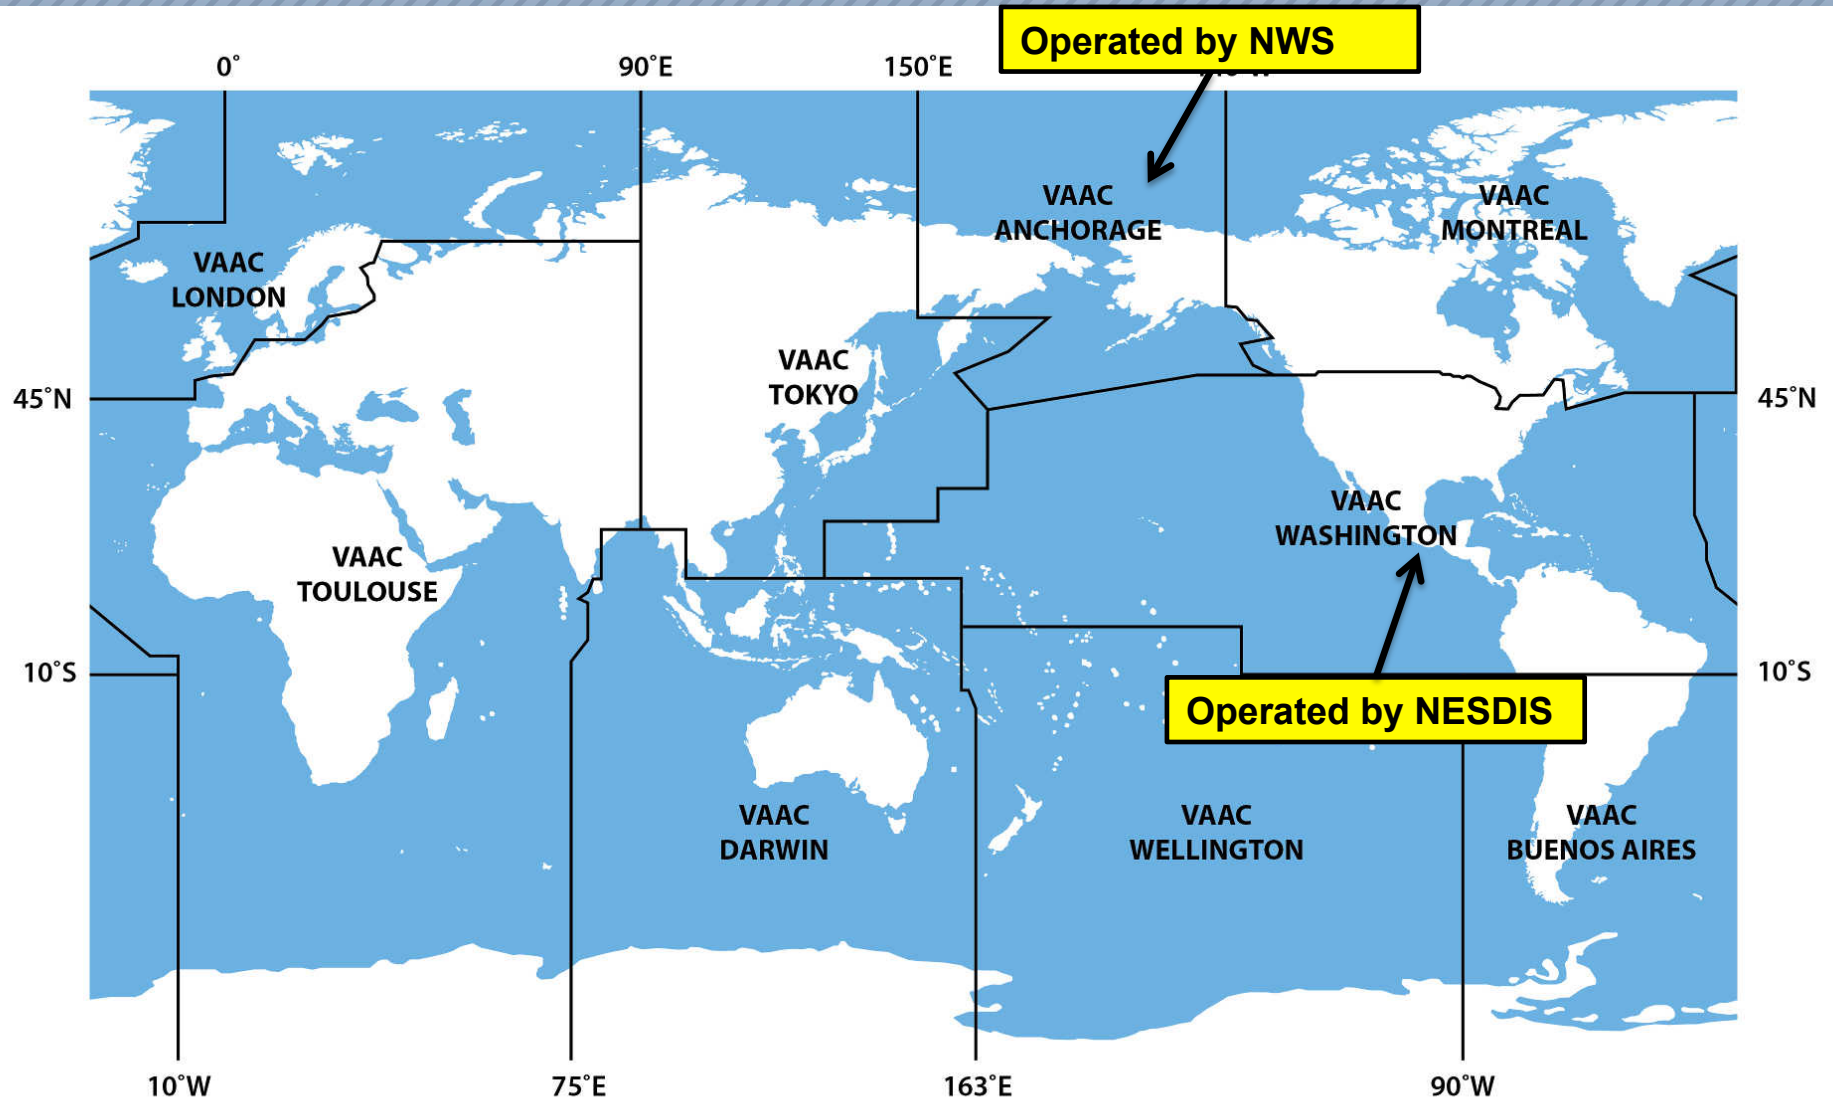 Operated by NWS
0°
90°E
150°E
VAAC
ANCHORAGE
VAAC
MONTREAL
VAAC
LONDON
VAAC
TOKYO
45°N
45°N
VAAC
WASHINGTON
VAAC
TOULOUSE
10°S
10°S
Operated by NESDIS
VAAC
DARWIN
VAAC
WELLINGTON
VAAC
BUENOS AIRES
10°W
75°E
163°E
90°W